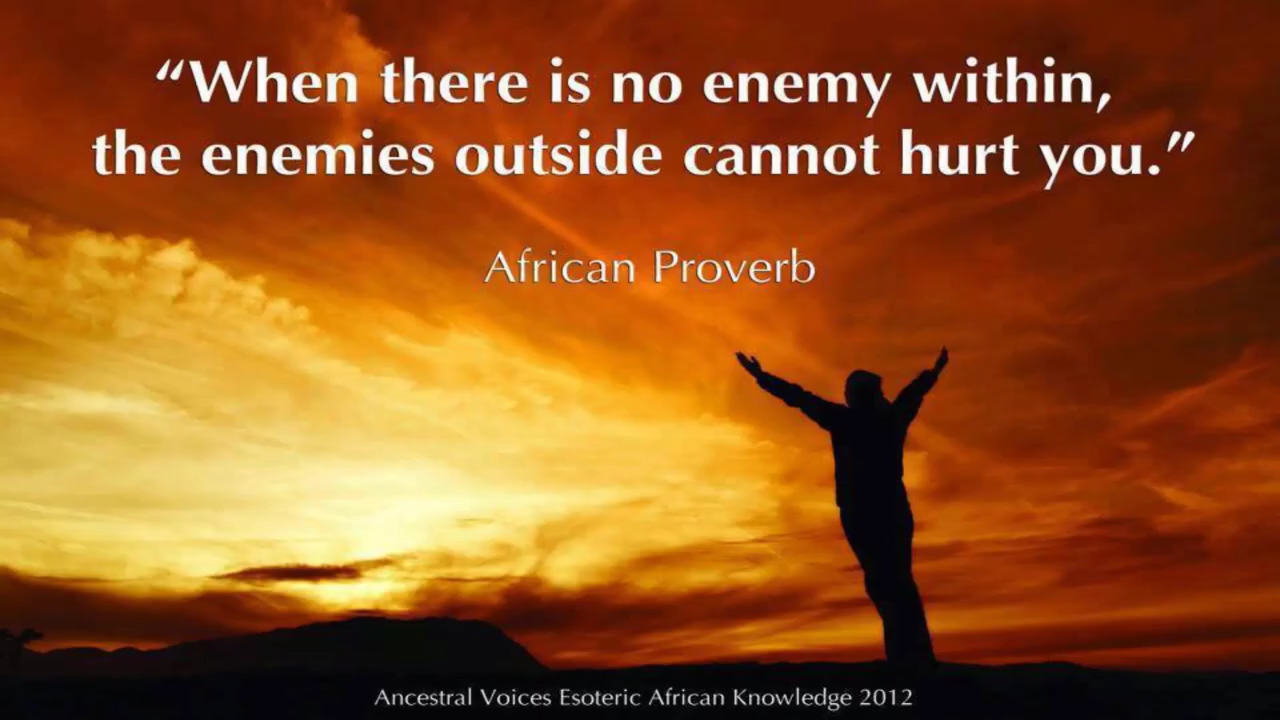 “When there is no enemy within,
the enemies outside cannot hurt you.”
African Proverb
Ancestral Voices Esoteric African Knowledge 2012